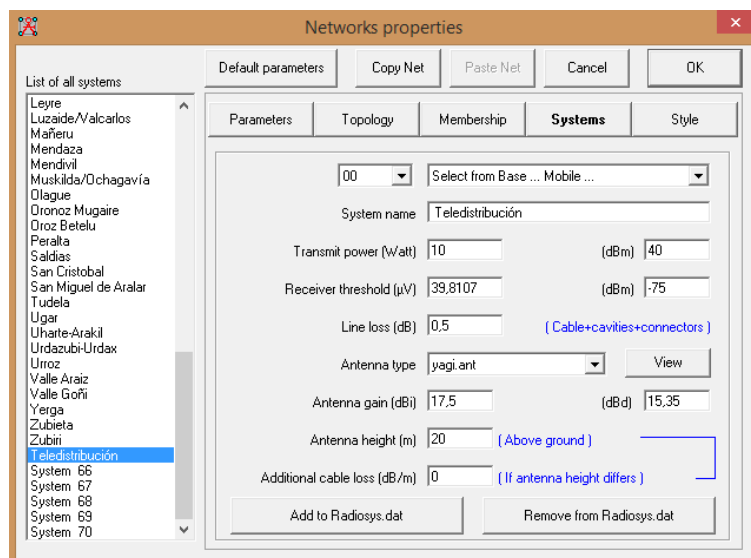 Networks properties
Default parameters
Copy Net
Paste Net
Cancel
OK
List of all systems
Leyre
Luzaide/Valcarlos
Mañeru
Mendaza
Mendivil
Muskilda/Ochagavía
Olague
Oronoz Mugaire
Oroz Betelu
Peralta
Saldias
San Cristobal
San Miguel de Aralar
Tudela
Ugar
Uharte-Arakil
Urdazubi-Urdax
Urroz
Valle Araiz
Valle Goñi
Yerga
Zubieta
Zubiri
Teledistribución
System 66
System 67
System 68
System 69
System 70
Parameters
Topology
Membership
Systems
Style
00
Select from Base ... Mobile ...
System name Teledistribución
Transmit power (Watt) 10 (dBm) 40
Receiver threshold (µV) 39,8107 (dBm) -75
Line loss (dB) 0,5 ( Cable+cavities+connectors )
Antenna type yagi.ant View
Antenna gain (dBi) 17,5 (dBd) 15,35
Antenna height (m) 20 ( Above ground )
Additional cable loss (dB/m) 0 ( If antenna height differs )
Add to Radiosys.dat
Remove from Radiosys.dat